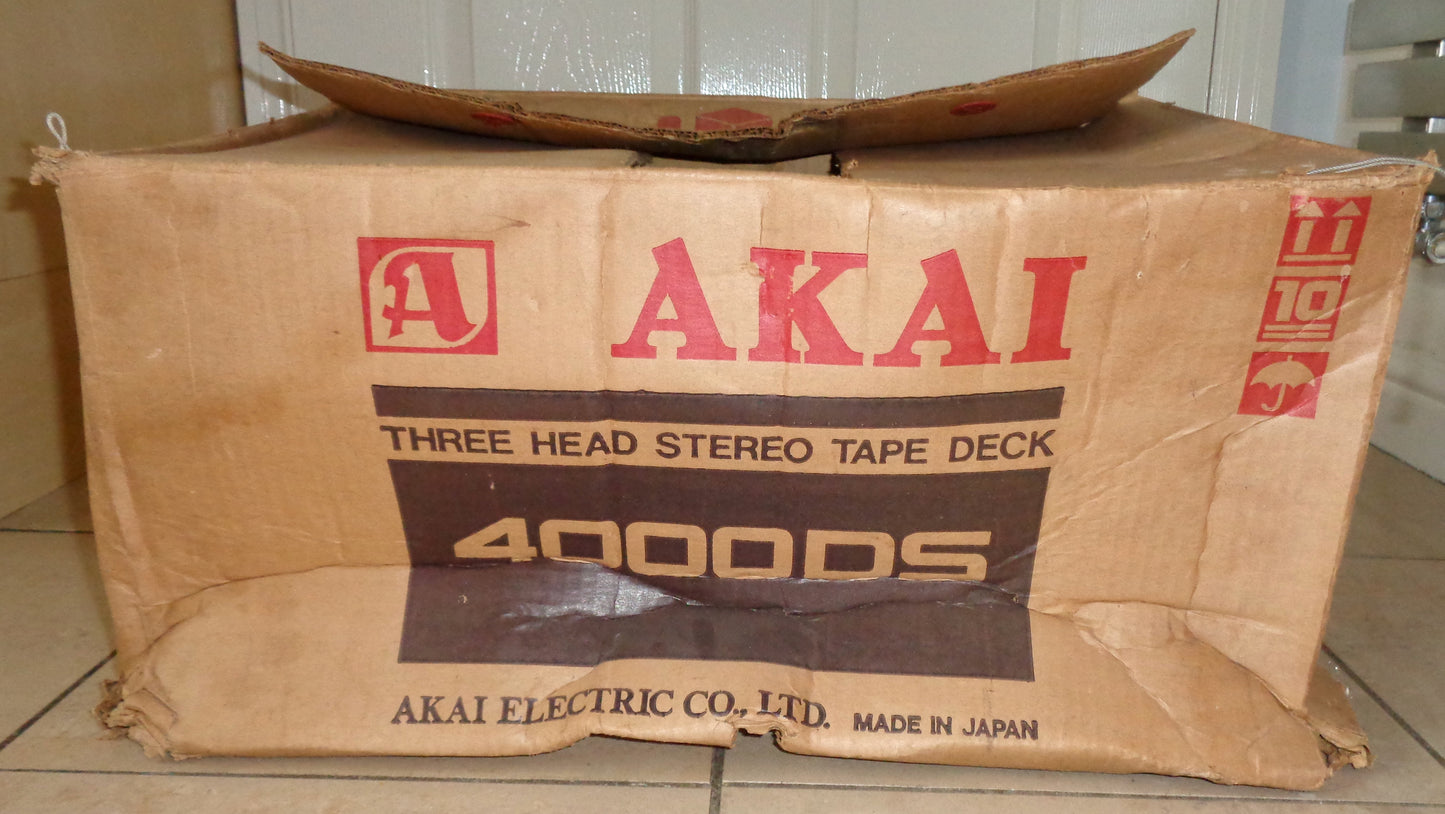 A AKAI
10
THREE HEAD STEREO TAPE DECK
4000DS
AKAI ELECTRIC CO., LTD. MADE IN JAPAN